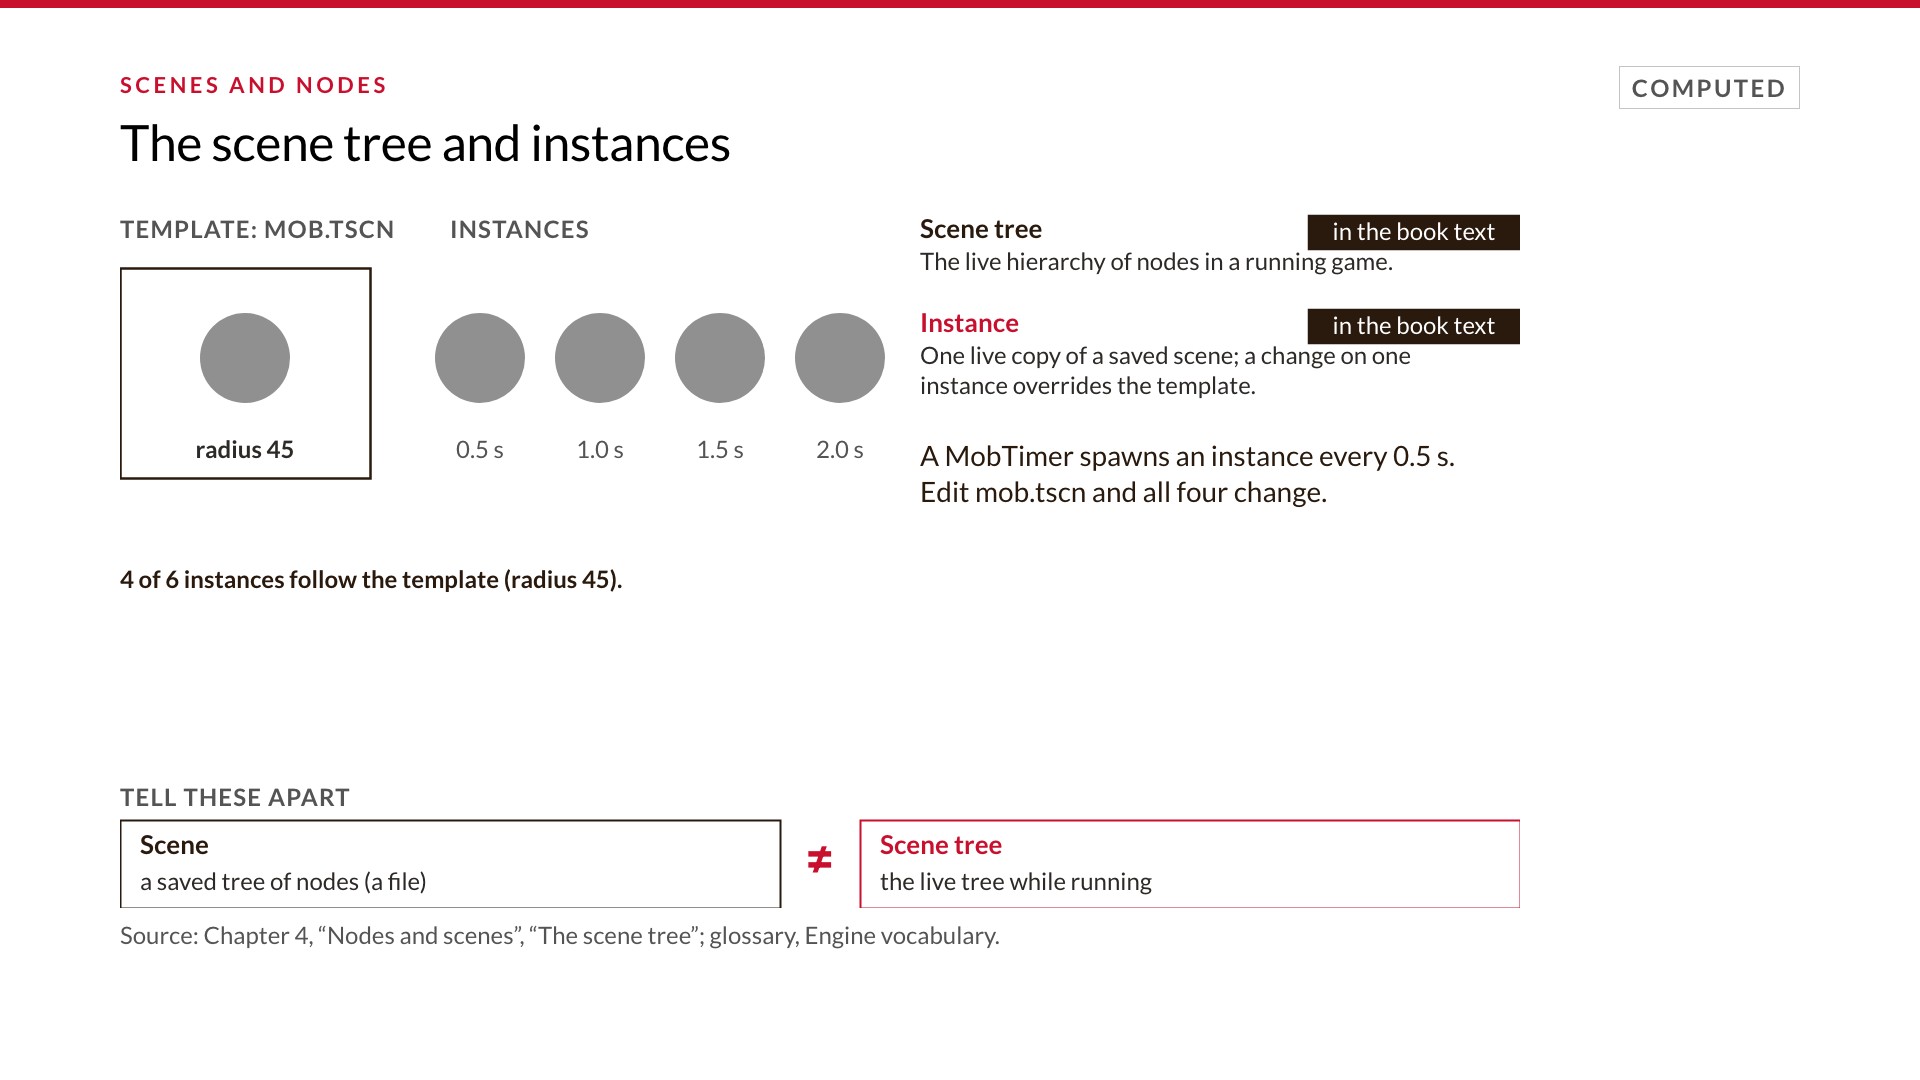 SCENES AND NODES
COMPUTED
The scene tree and instances
TEMPLATE: MOB.TSCN
INSTANCES
radius 45
0.5 s
1.0 s
1.5 s
2.0 s
Scene tree
in the book text
The live hierarchy of nodes in a running game.
Instance
in the book text
One live copy of a saved scene; a change on one
instance overrides the template.
A MobTimer spawns an instance every 0.5 s.
Edit mob.tscn and all four change.
4 of 6 instances follow the template (radius 45).
TELL THESE APART
Scene
a saved tree of nodes (a file)
≠
Scene tree
the live tree while running
Source: Chapter 4, “Nodes and scenes”, “The scene tree”; glossary, Engine vocabulary.